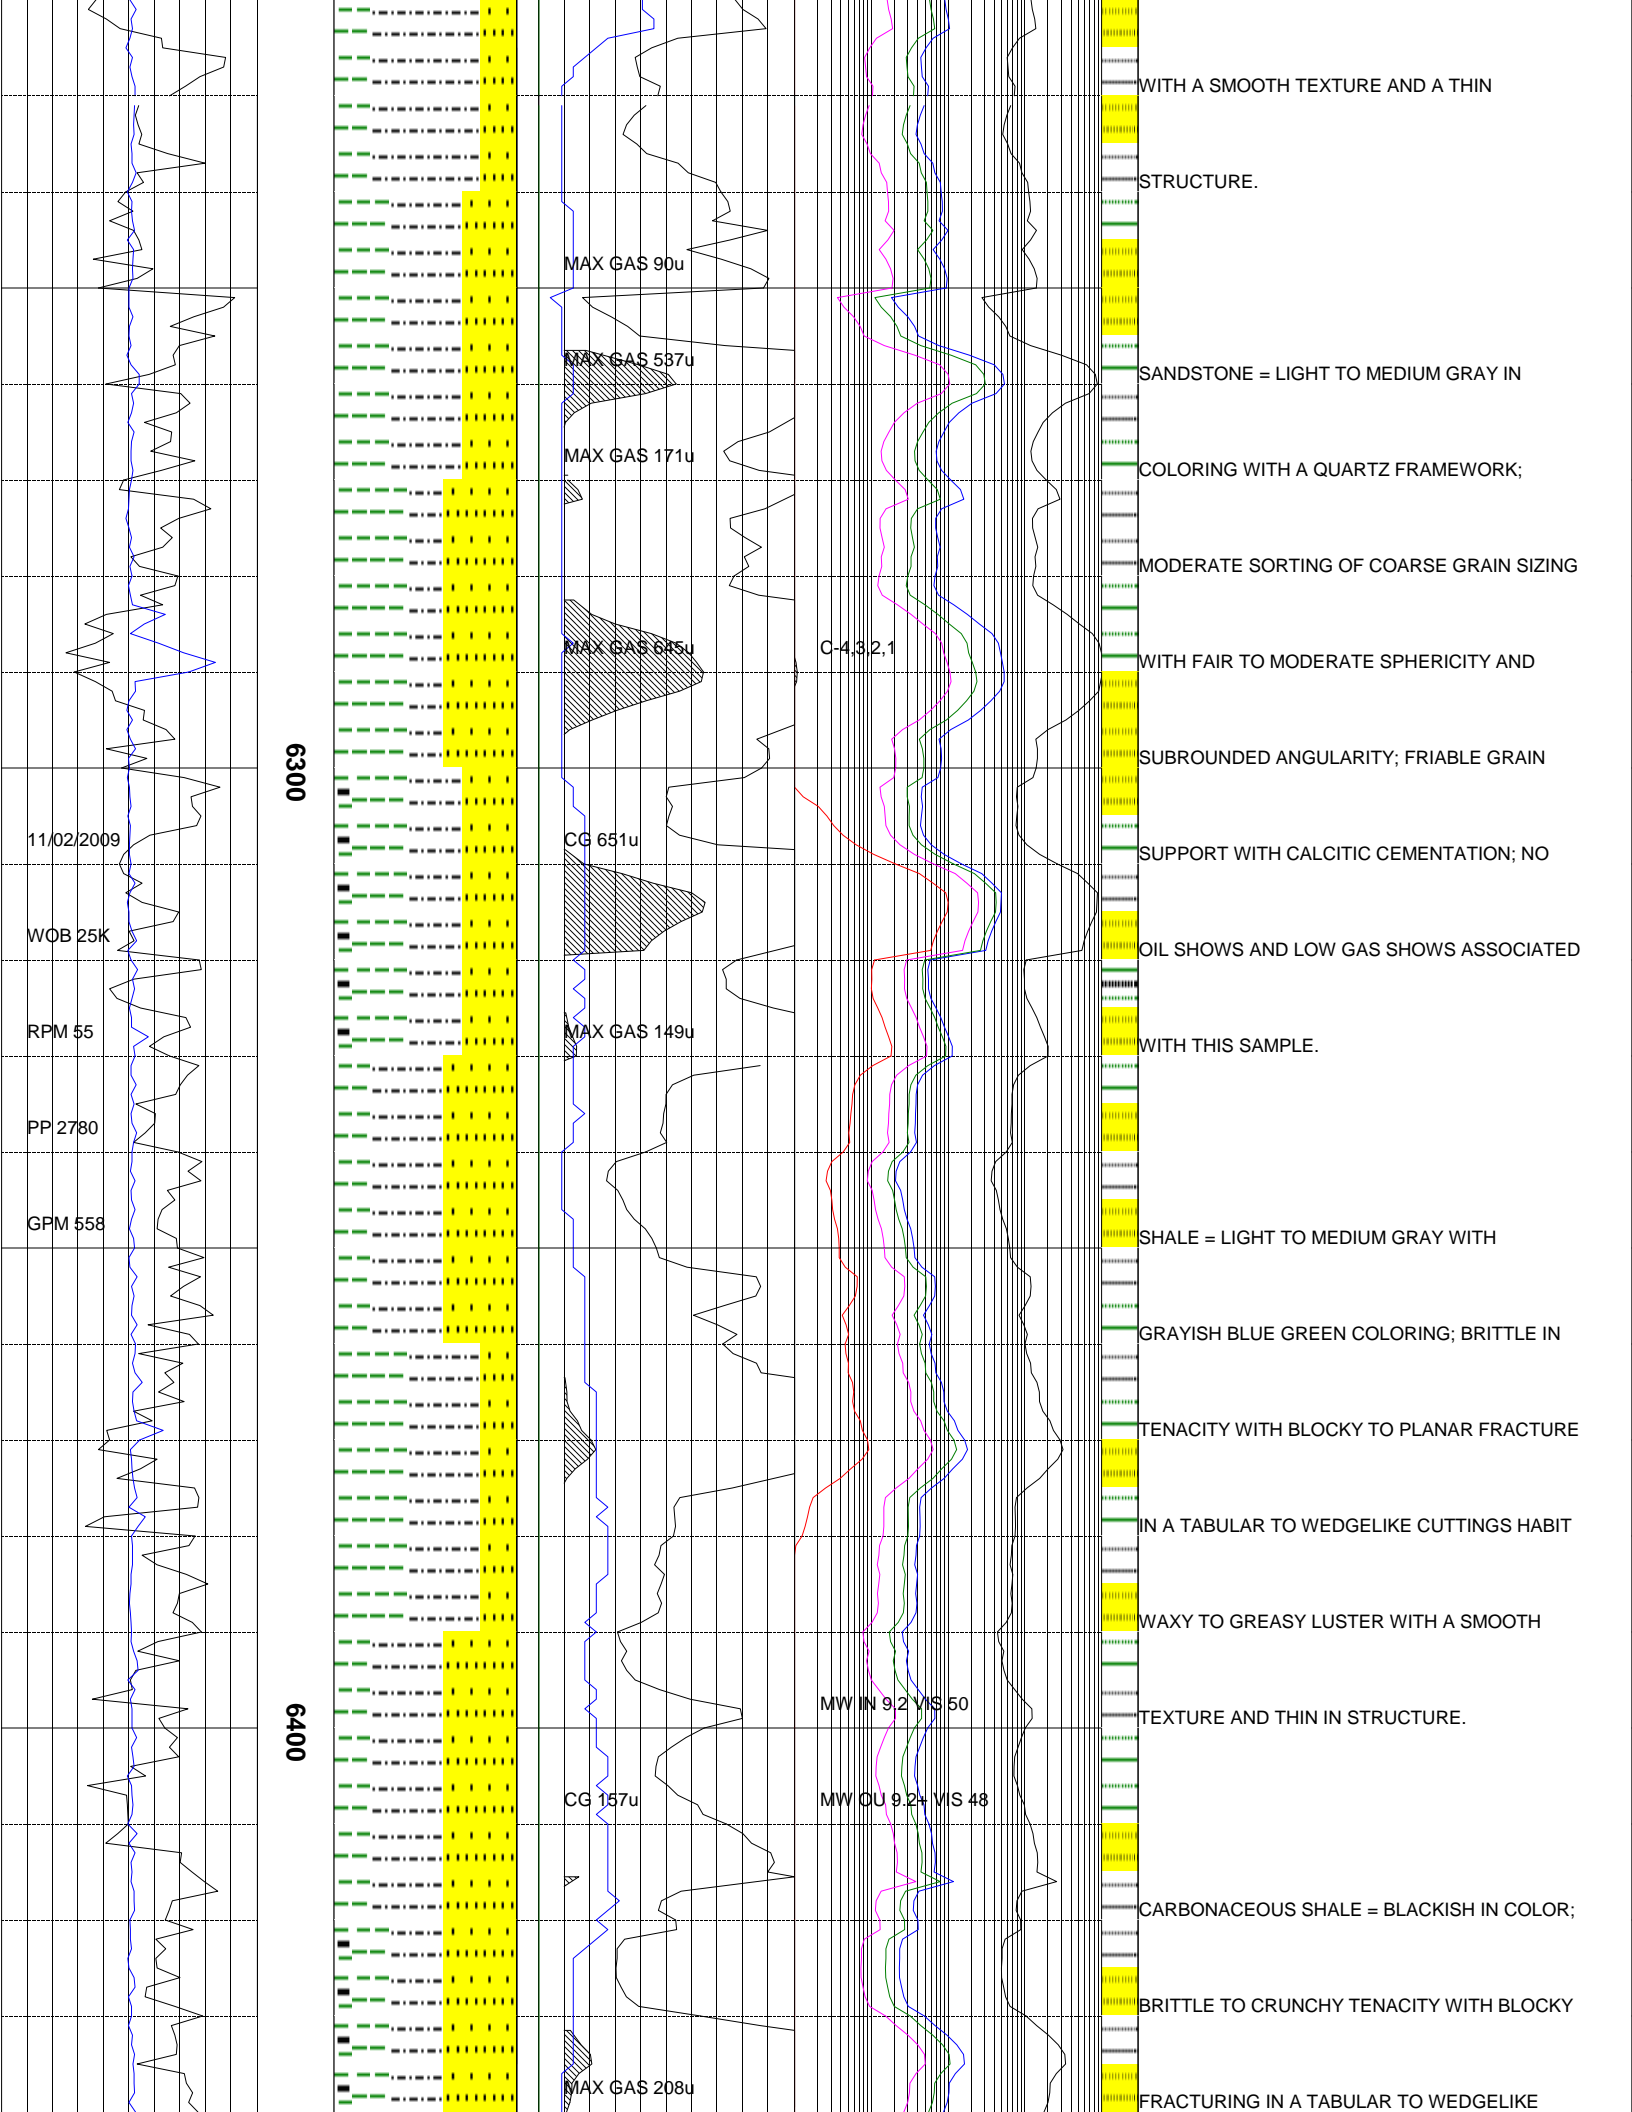 WITH A SMOOTH TEXTURE AND A THIN
STRUCTURE.
MAX GAS 90u
MAX GAS 537u
SANDSTONE = LIGHT TO MEDIUM GRAY IN
MAX GAS 171u
COLORING WITH A QUARTZ FRAMEWORK;
MODERATE SORTING OF COARSE GRAIN SIZING
MAX GAS 645u
C-4,3,2,1
WITH FAIR TO MODERATE SPHERICITY AND
6300
SUBROUNDED ANGULARITY; FRIABLE GRAIN
11/02/2009
CG 651u
SUPPORT WITH CALCITIC CEMENTATION; NO
WOB 25K
OIL SHOWS AND LOW GAS SHOWS ASSOCIATED
RPM 55
MAX GAS 149u
WITH THIS SAMPLE.
PP 2780
GPM 558
SHALE = LIGHT TO MEDIUM GRAY WITH
GRAYISH BLUE GREEN COLORING; BRITTLE IN
TENACITY WITH BLOCKY TO PLANAR FRACTURE
IN A TABULAR TO WEDGELIKE CUTTINGS HABIT
WAXY TO GREASY LUSTER WITH A SMOOTH
6400
MW IN 9.2 VIS 50
TEXTURE AND THIN IN STRUCTURE.
CG 157u
MW OU 9.2+ VIS 48
CARBONACEOUS SHALE = BLACKISH IN COLOR;
BRITTLE TO CRUNCHY TENACITY WITH BLOCKY
MAX GAS 208u
FRACTURING IN A TABULAR TO WEDGELIKE